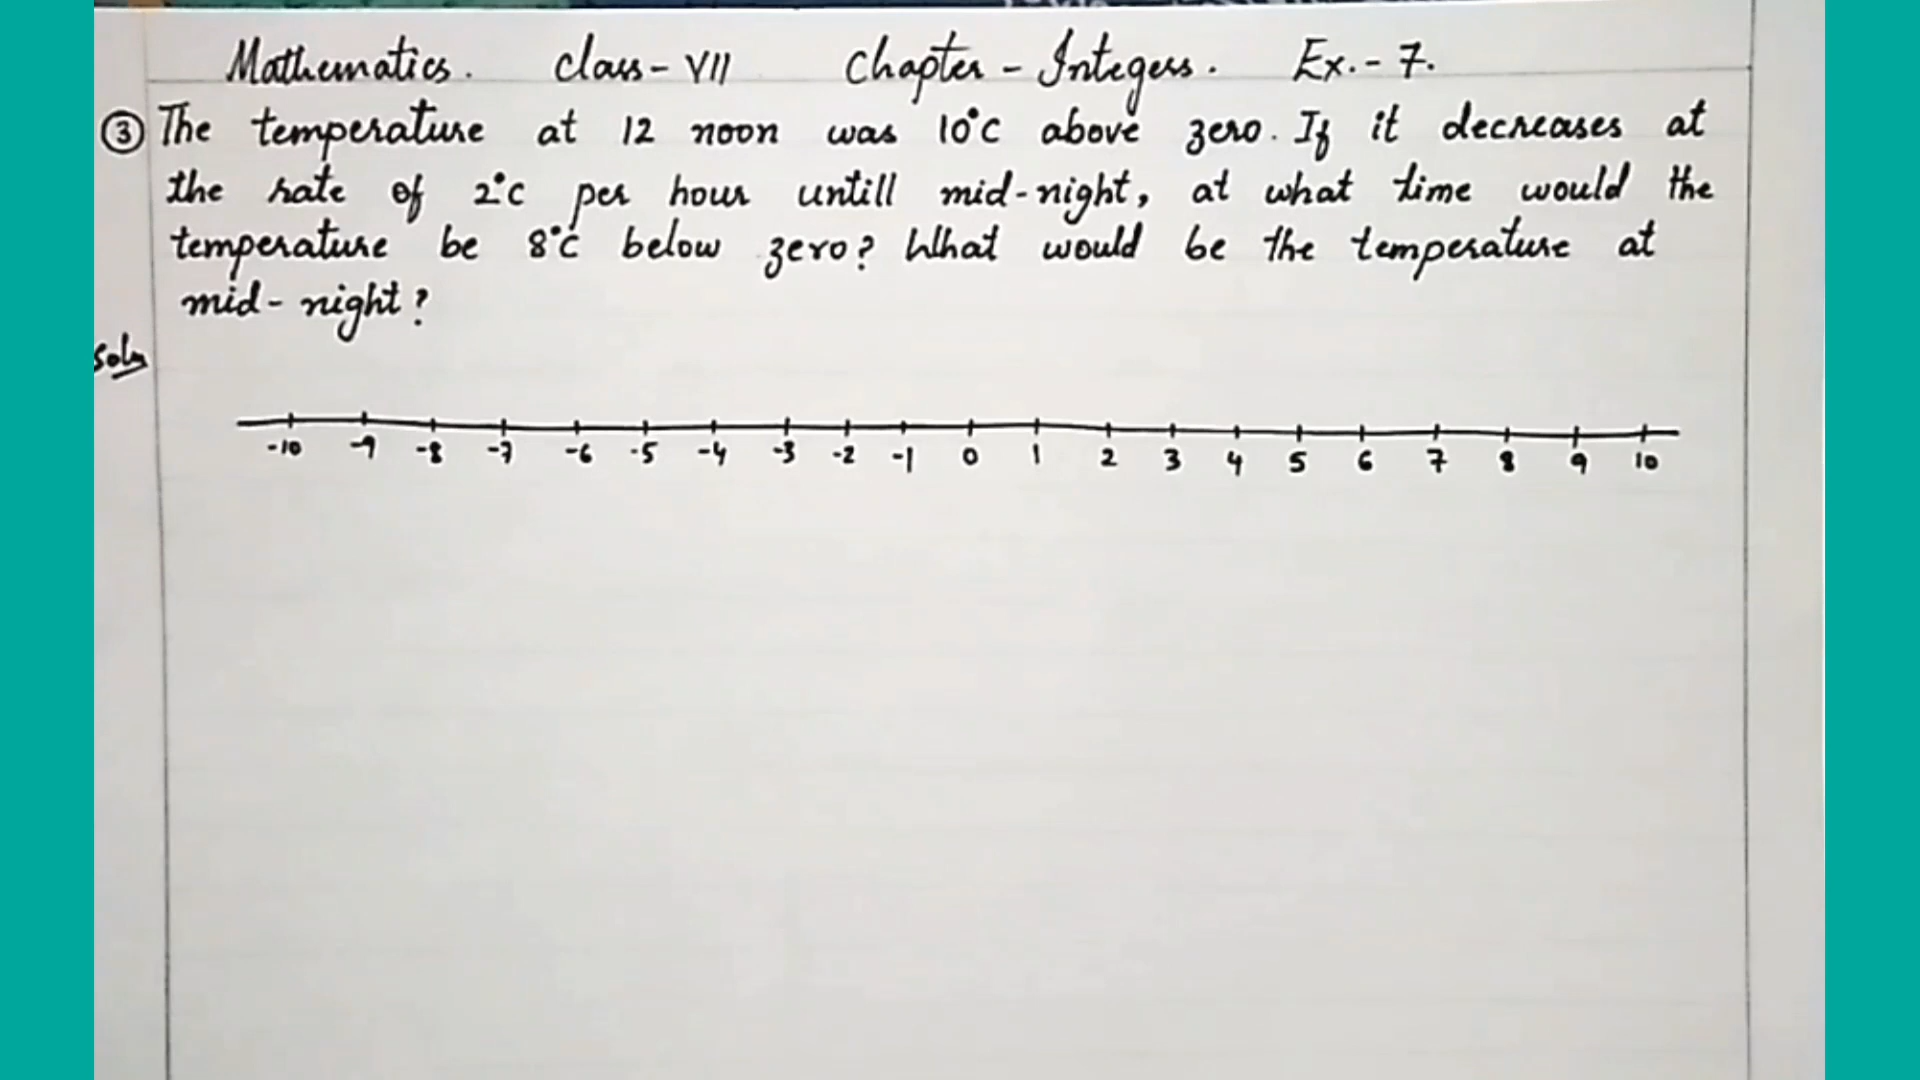 Mathematics. Class-VII Chapter - Integers. Ex.- 7.
③ The temperature at 12 noon was 10°C above zero. If it decreases at
the rate of 2°C per hour untill mid-night, at what time would the
temperature be 8°C below zero? What would be the temperature at
mid-night?
Soln
-10 -9 -8 -7 -6 -5 -4 -3 -2 -1 0 1 2 3 4 5 6 7 8 9 10